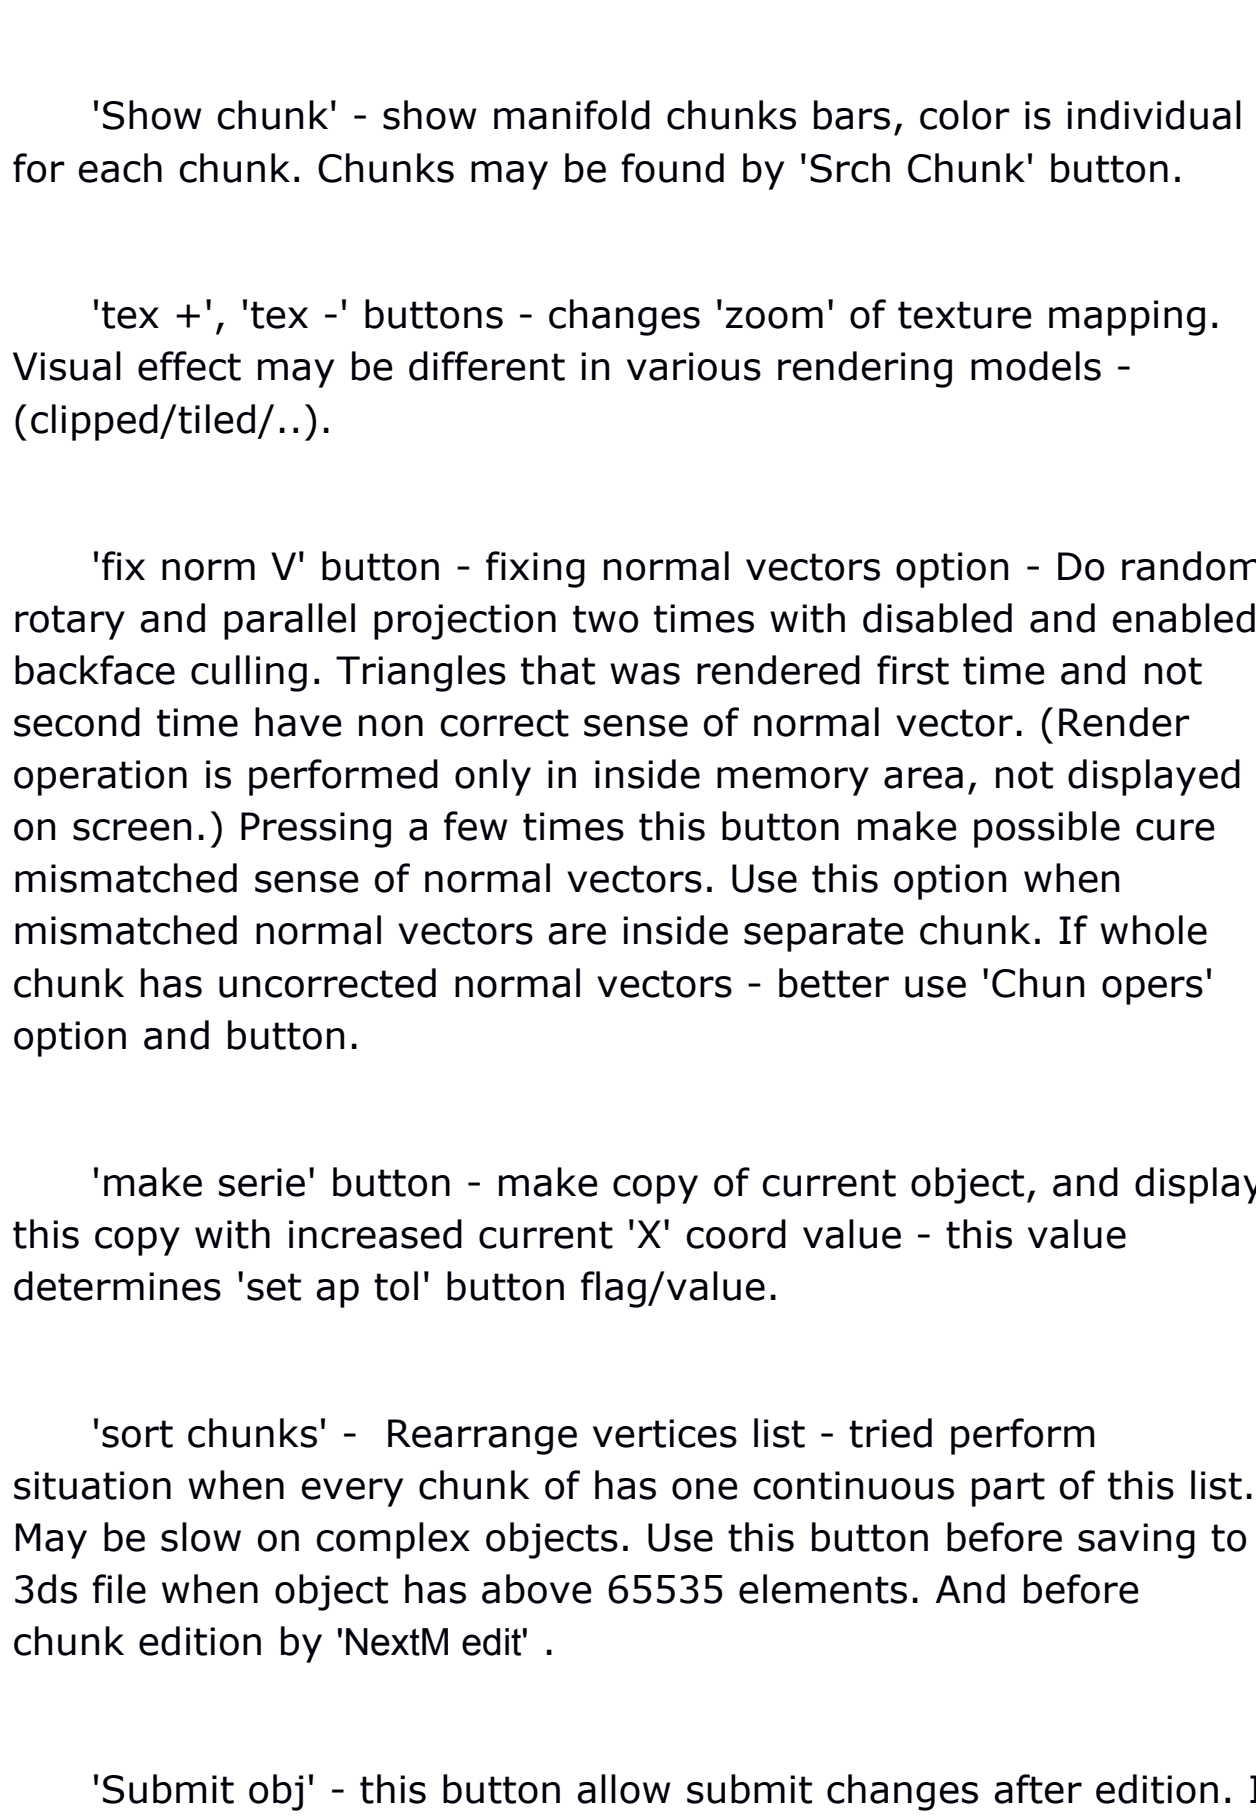 'Show chunk' - show manifold chunks bars, color is individual
for each chunk. Chunks may be found by 'Srch Chunk' button.
'tex +', 'tex -' buttons - changes 'zoom' of texture mapping.
Visual effect may be different in various rendering models -
(clipped/tiled/..).
'fix norm V' button - fixing normal vectors option - Do random
rotary and parallel projection two times with disabled and enabled
backface culling. Triangles that was rendered first time and not
second time have non correct sense of normal vector. (Render
operation is performed only in inside memory area, not displayed
on screen.) Pressing a few times this button make possible cure
mismatched sense of normal vectors. Use this option when
mismatched normal vectors are inside separate chunk. If whole
chunk has uncorrected normal vectors - better use 'Chun opers'
option and button.
'make serie' button - make copy of current object, and display
this copy with increased current 'X' coord value - this value
determines 'set ap tol' button flag/value.
'sort chunks' -  Rearrange vertices list - tried perform
situation when every chunk of has one continuous part of this list.
May be slow on complex objects. Use this button before saving to
3ds file when object has above 65535 elements. And before
chunk edition by 'NextM edit' .
'Submit obj' - this button allow submit changes after edition.